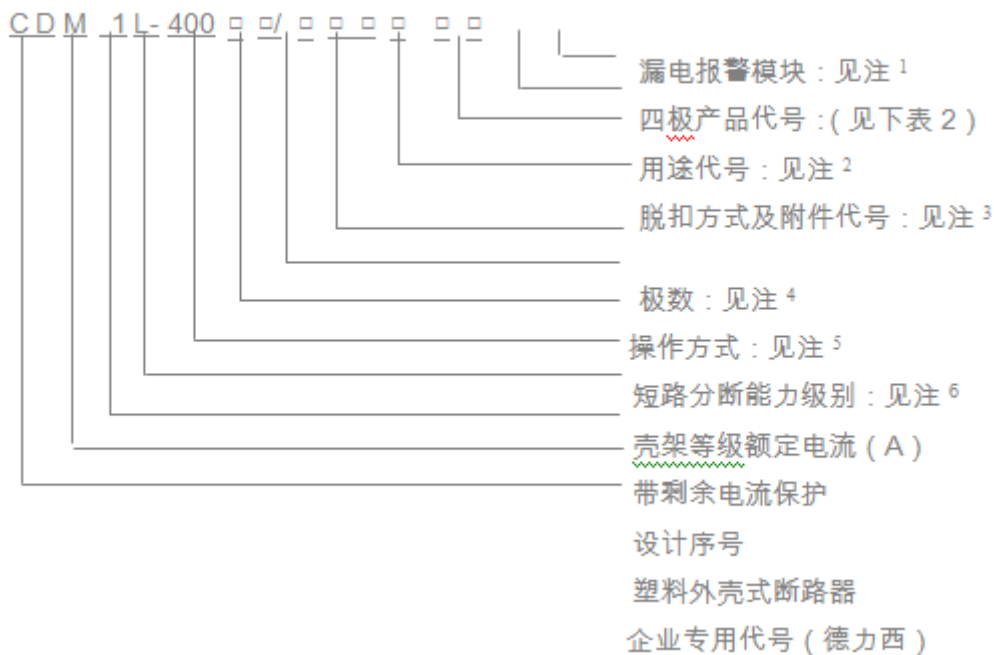 CDM 1L-400□ □/□ □ □ □ □ □
漏电报警模块：见注 1
四极产品代号：(见下表 2)
用途代号：见注 2
脱扣方式及附件代号：见注 3
极数：见注 4
操作方式：见注 5
短路分断能力级别：见注 6
壳架等级额定电流(A)
带剩余电流保护
设计序号
塑料外壳式断路器
企业专用代号(德力西)